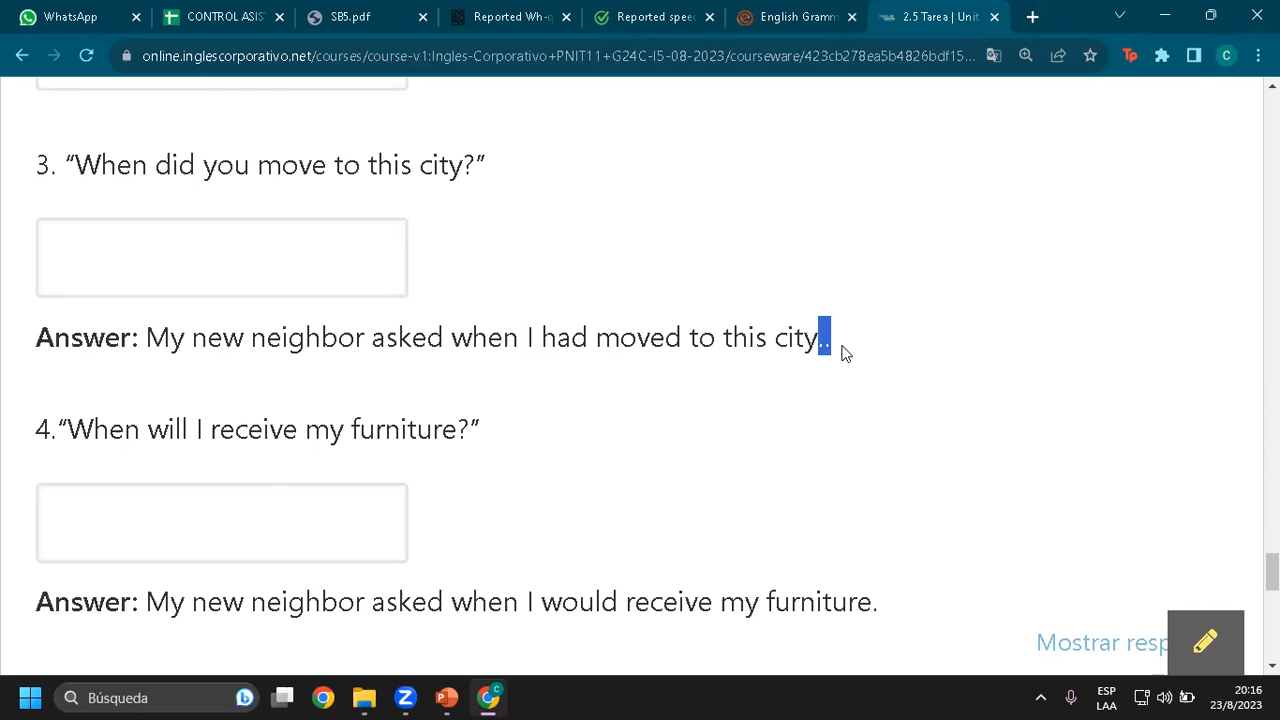 WhatsApp
CONTROL ASIS
SB5.pdf
Reported Wh-q
Reported speec
English Gramm
2.5 Tarea | Unit
online.inglescorporativo.net/courses/course-v1:Ingles-Corporativo+PNIT11+G24C-I5-08-2023/courseware/423cb278ea5b4826bdf15...
Tp
C
3. “When did you move to this city?”
Answer: My new neighbor asked when I had moved to this city..
4.“When will I receive my furniture?”
Answer: My new neighbor asked when I would receive my furniture.
Mostrar resp
Búsqueda
C
ESP
LAA
20:16
23/8/2023